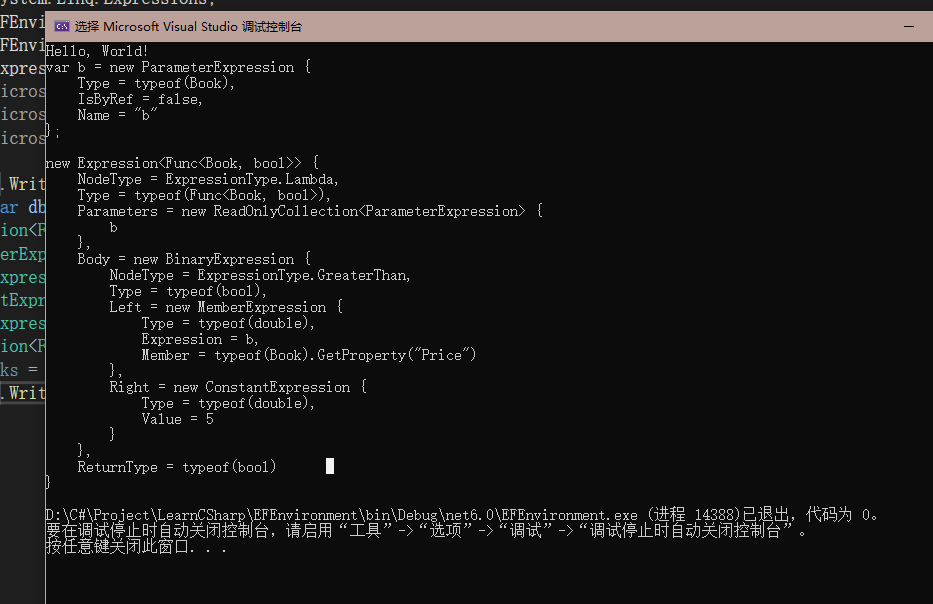 ystem.Linq.Expressions;
FEnvi
FEnvi
xpres
icros
icros
icros
.Writ
ar db
ion<F
erExp
xpres
tExpr
xpres
ion<F
ks =
.Writ
选择 Microsoft Visual Studio 调试控制台
Hello, World!
var b = new ParameterExpression {
    Type = typeof(Book),
    IsByRef = false,
    Name = "b"
};
new Expression<Func<Book, bool>> {
    NodeType = ExpressionType.Lambda,
    Type = typeof(Func<Book, bool>),
    Parameters = new ReadOnlyCollection<ParameterExpression> {
        b
    },
    Body = new BinaryExpression {
        NodeType = ExpressionType.GreaterThan,
        Type = typeof(bool),
        Left = new MemberExpression {
            Type = typeof(double),
            Expression = b,
            Member = typeof(Book).GetProperty("Price")
        },
        Right = new ConstantExpression {
            Type = typeof(double),
            Value = 5
        }
    },
    ReturnType = typeof(bool)
}
D:\C#\Project\LearnCSharp\EFEnvironment\bin\Debug\net6.0\EFEnvironment.exe (进程 14388)已退出，代码为 0。
要在调试停止时自动关闭控制台，请启用“工具”->“选项”->“调试”->“调试停止时自动关闭控制台”。
按任意键关闭此窗口. . .